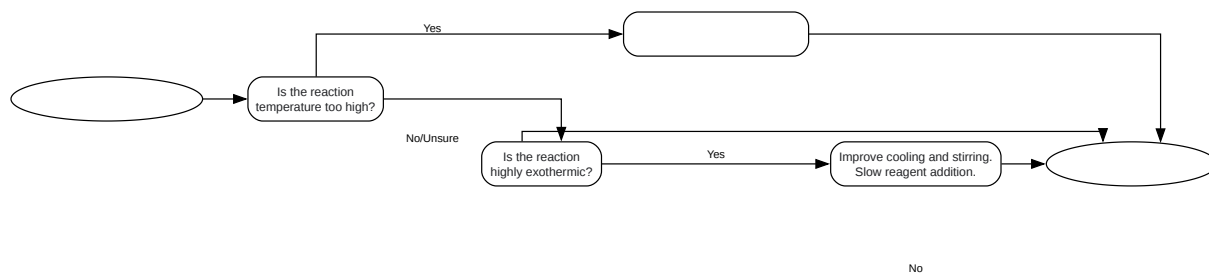 Yes
Is the reaction
temperature too high?
No/Unsure
Is the reaction
highly exothermic?
Yes
Improve cooling and stirring.
Slow reagent addition.
No